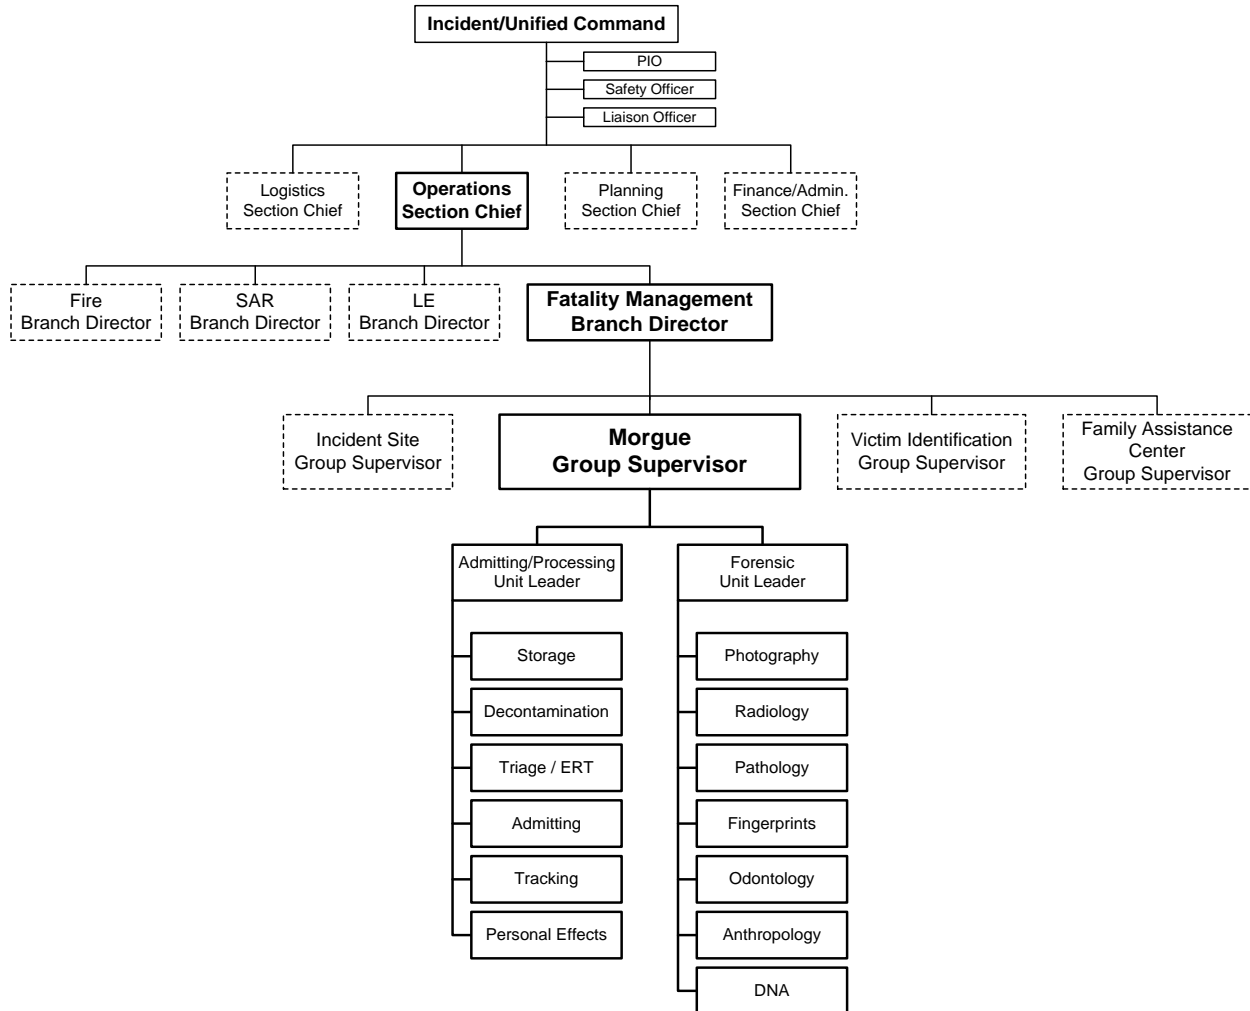 Incident/Unified Command
PIO
Safety Officer
Liaison Officer
Logistics
Section Chief
Operations
Section Chief
Planning
Section Chief
Finance/Admin.
Section Chief
Fire
Branch Director
SAR
Branch Director
LE
Branch Director
Fatality Management
Branch Director
Incident Site
Group Supervisor
Morgue
Group Supervisor
Victim Identification
Group Supervisor
Family Assistance
Center
Group Supervisor
Admitting/Processing
Unit Leader
Storage
Decontamination
Triage / ERT
Admitting
Tracking
Personal Effects
Forensic
Unit Leader
Photography
Radiology
Pathology
Fingerprints
Odontology
Anthropology
DNA